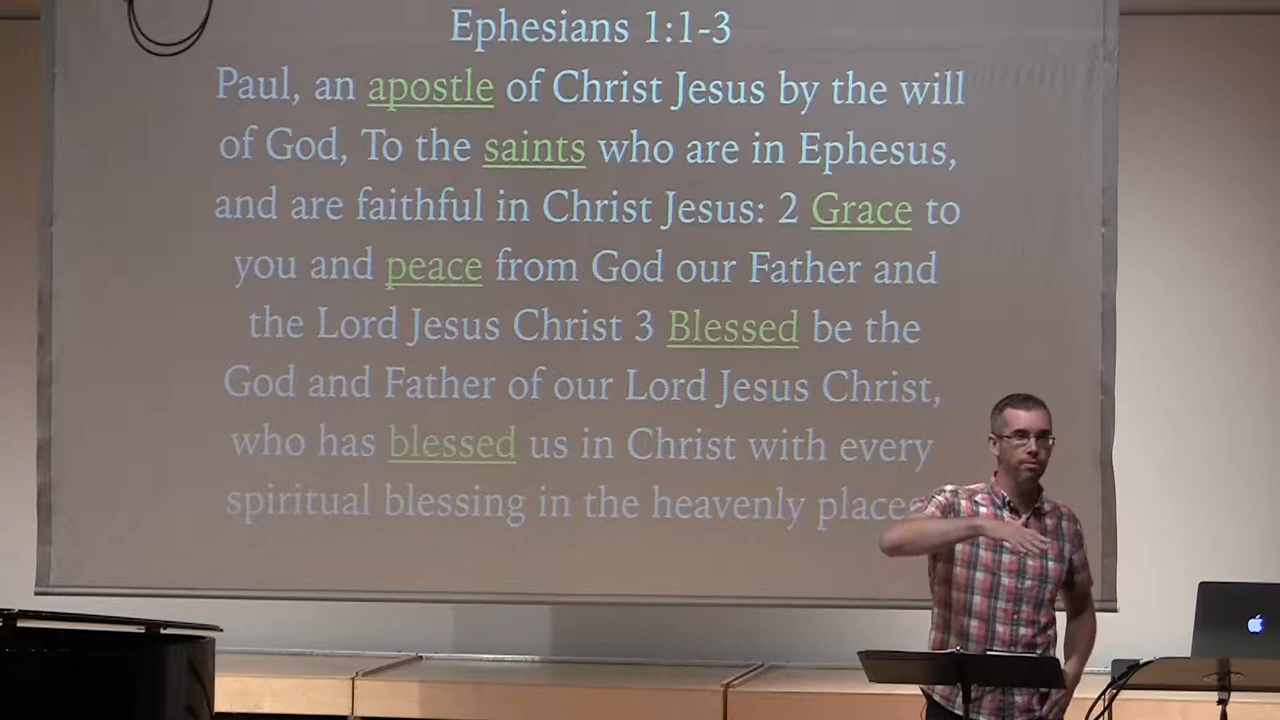 Ephesians 1:1-3
Paul, an apostle of Christ Jesus by the will
of God, To the saints who are in Ephesus,
and are faithful in Christ Jesus: 2 Grace to
you and peace from God our Father and
the Lord Jesus Christ 3 Blessed be the
God and Father of our Lord Jesus Christ,
who has blessed us in Christ with every
spiritual blessing in the heavenly places